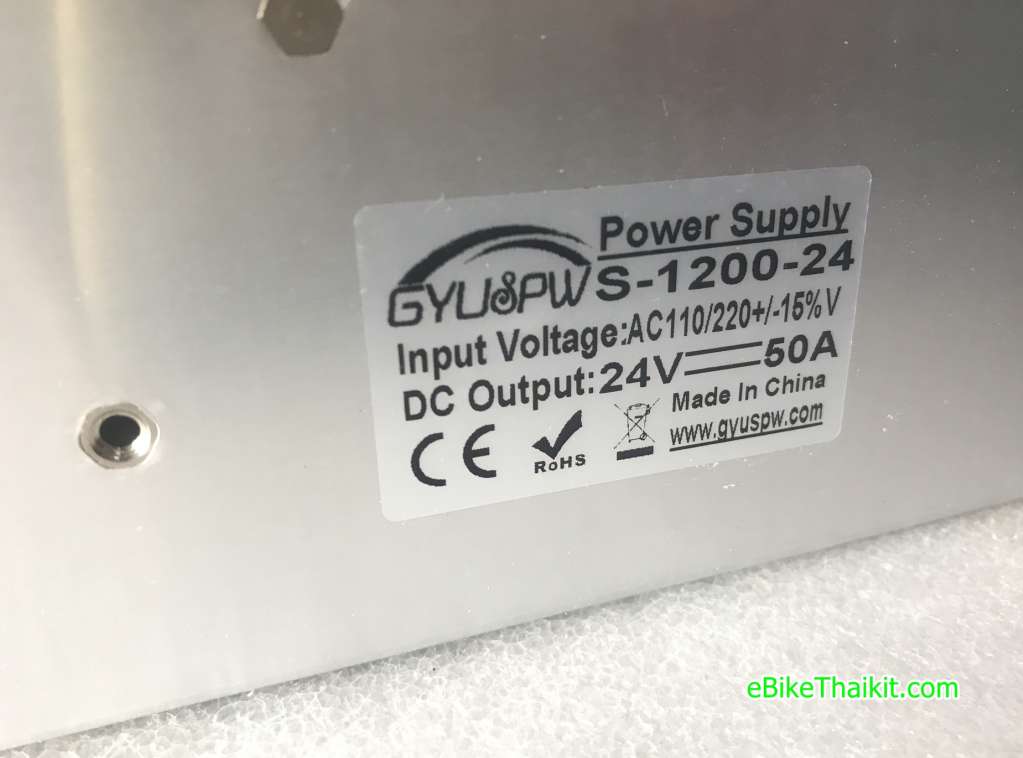 Power Supply
GYUSPW S-1200-24
Input Voltage:AC110/220+/-15%V
DC Output:24V 50A
Made In China
CE RoHS www.gyuspw.com
eBikeThaikit.com